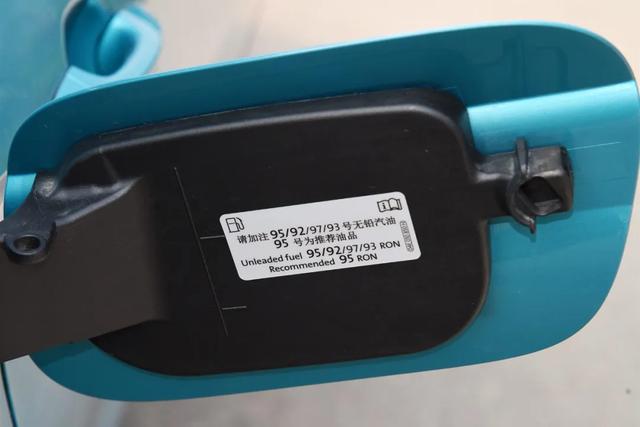 请加注 95/92/97/93 号无铅汽油
95 号为推荐油品
Unleaded fuel 95/92/97/93 RON
Recommended 95 RON